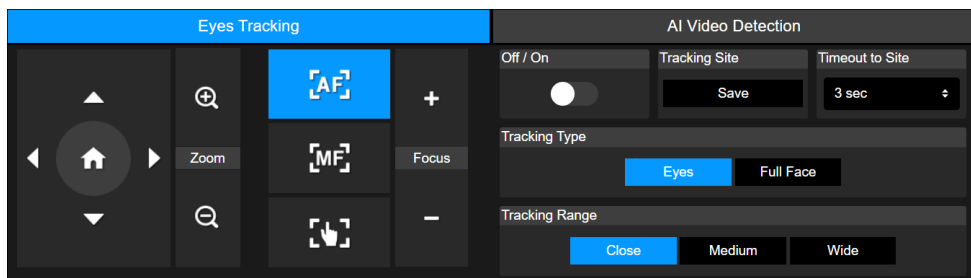 Eyes Tracking
AI Video Detection
Off / On
Tracking Site
Timeout to Site
AF
Save
3 sec
Tracking Type
Zoom
MF
Focus
Eyes
Full Face
Tracking Range
Close
Medium
Wide